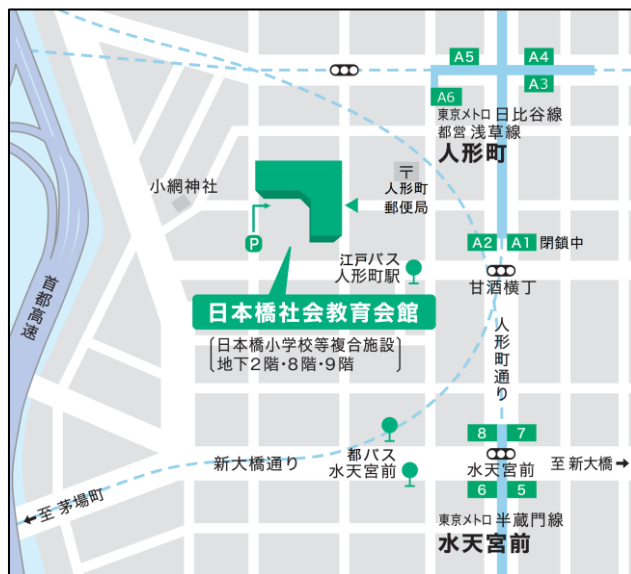 A5
A4
A3
A6
東京メトロ 日比谷線
都営 浅草線
人形町
〒
人形町
郵便局
小網神社
P
A2
A1
閉鎖中
江戸バス
人形町駅
甘酒横丁
首都高速
日本橋社会教育会館
日本橋小学校等複合施設
地下2階・8階・9階
人形町通り
8
7
都バス
水天宮前
新大橋通り
水天宮前
至 新大橋→
6
5
←至 茅場町
東京メトロ 半蔵門線
水天宮前